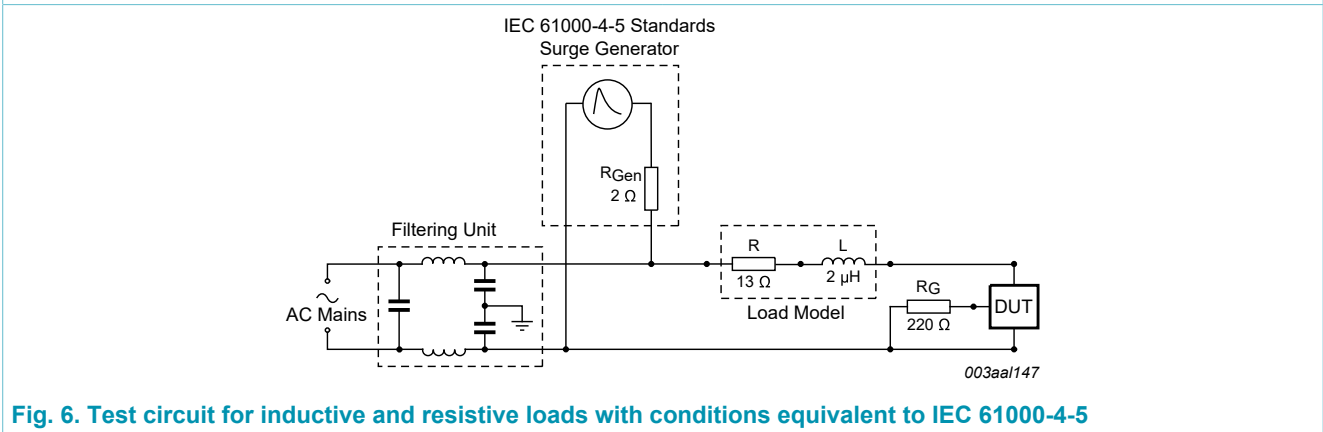 IEC 61000-4-5 Standards
Surge Generator
RGen
2 Ω
Filtering Unit
AC Mains
R
13 Ω
L
2 μH
Load Model
RG
220 Ω
DUT
003aal147
Fig. 6. Test circuit for inductive and resistive loads with conditions equivalent to IEC 61000-4-5